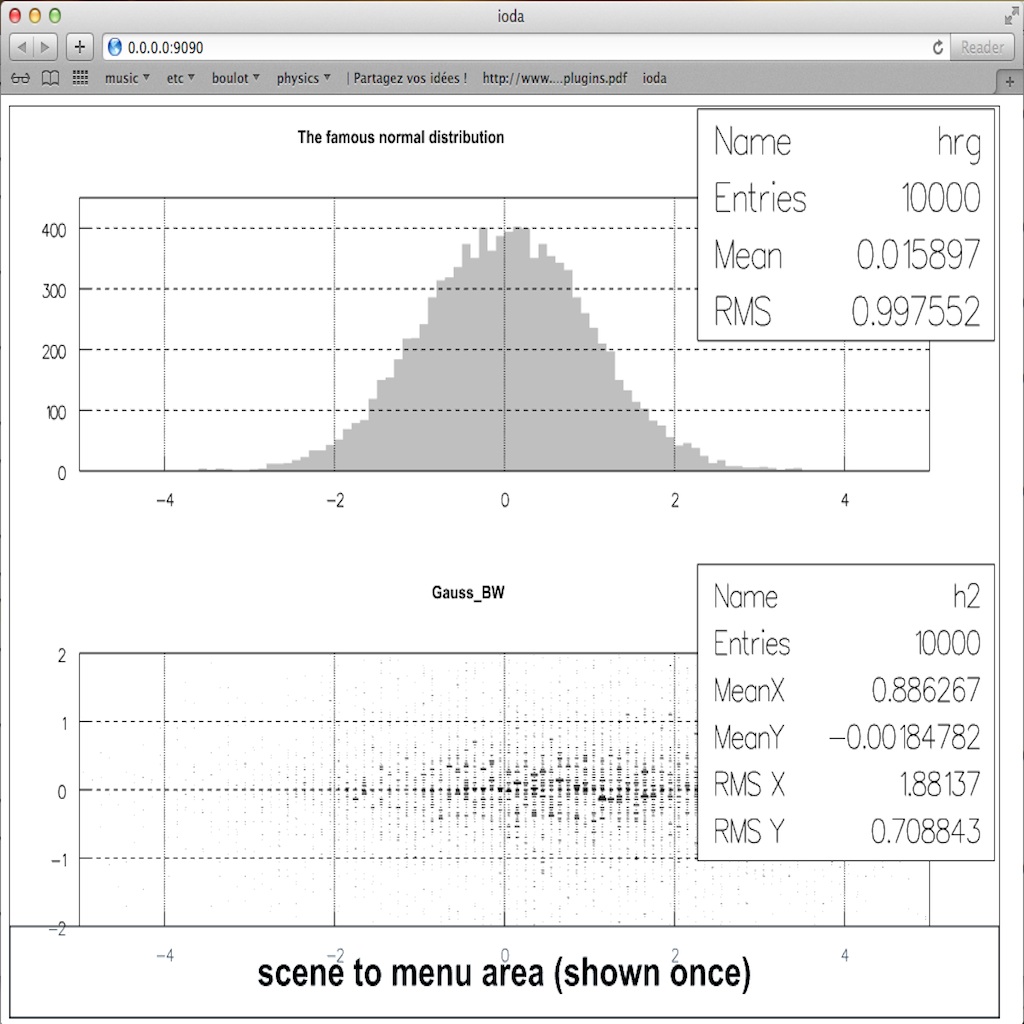 ioda
0.0.0.0:9090
Reader
music etc boulot physics | Partagez vos idées ! http://www....plugins.pdf ioda
The famous normal distribution
Name hrg
Entries 10000
Mean 0.015897
RMS 0.997552
400
300
200
100
0
−4 −2 0 2 4
Gauss_BW
Name h2
Entries 10000
MeanX 0.886267
MeanY −0.00184782
RMS X 1.88137
RMS Y 0.708843
2
1
0
−1
−2
−4 −2 0 2 4
scene to menu area (shown once)